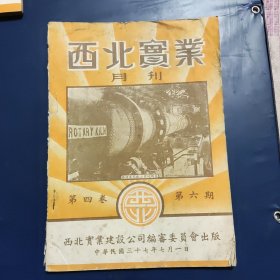 西北實業
月刊
ROTARY KILN
第四卷
第六期
西北實業建設公司編審委員會出版
中華民國三十七年七月一日